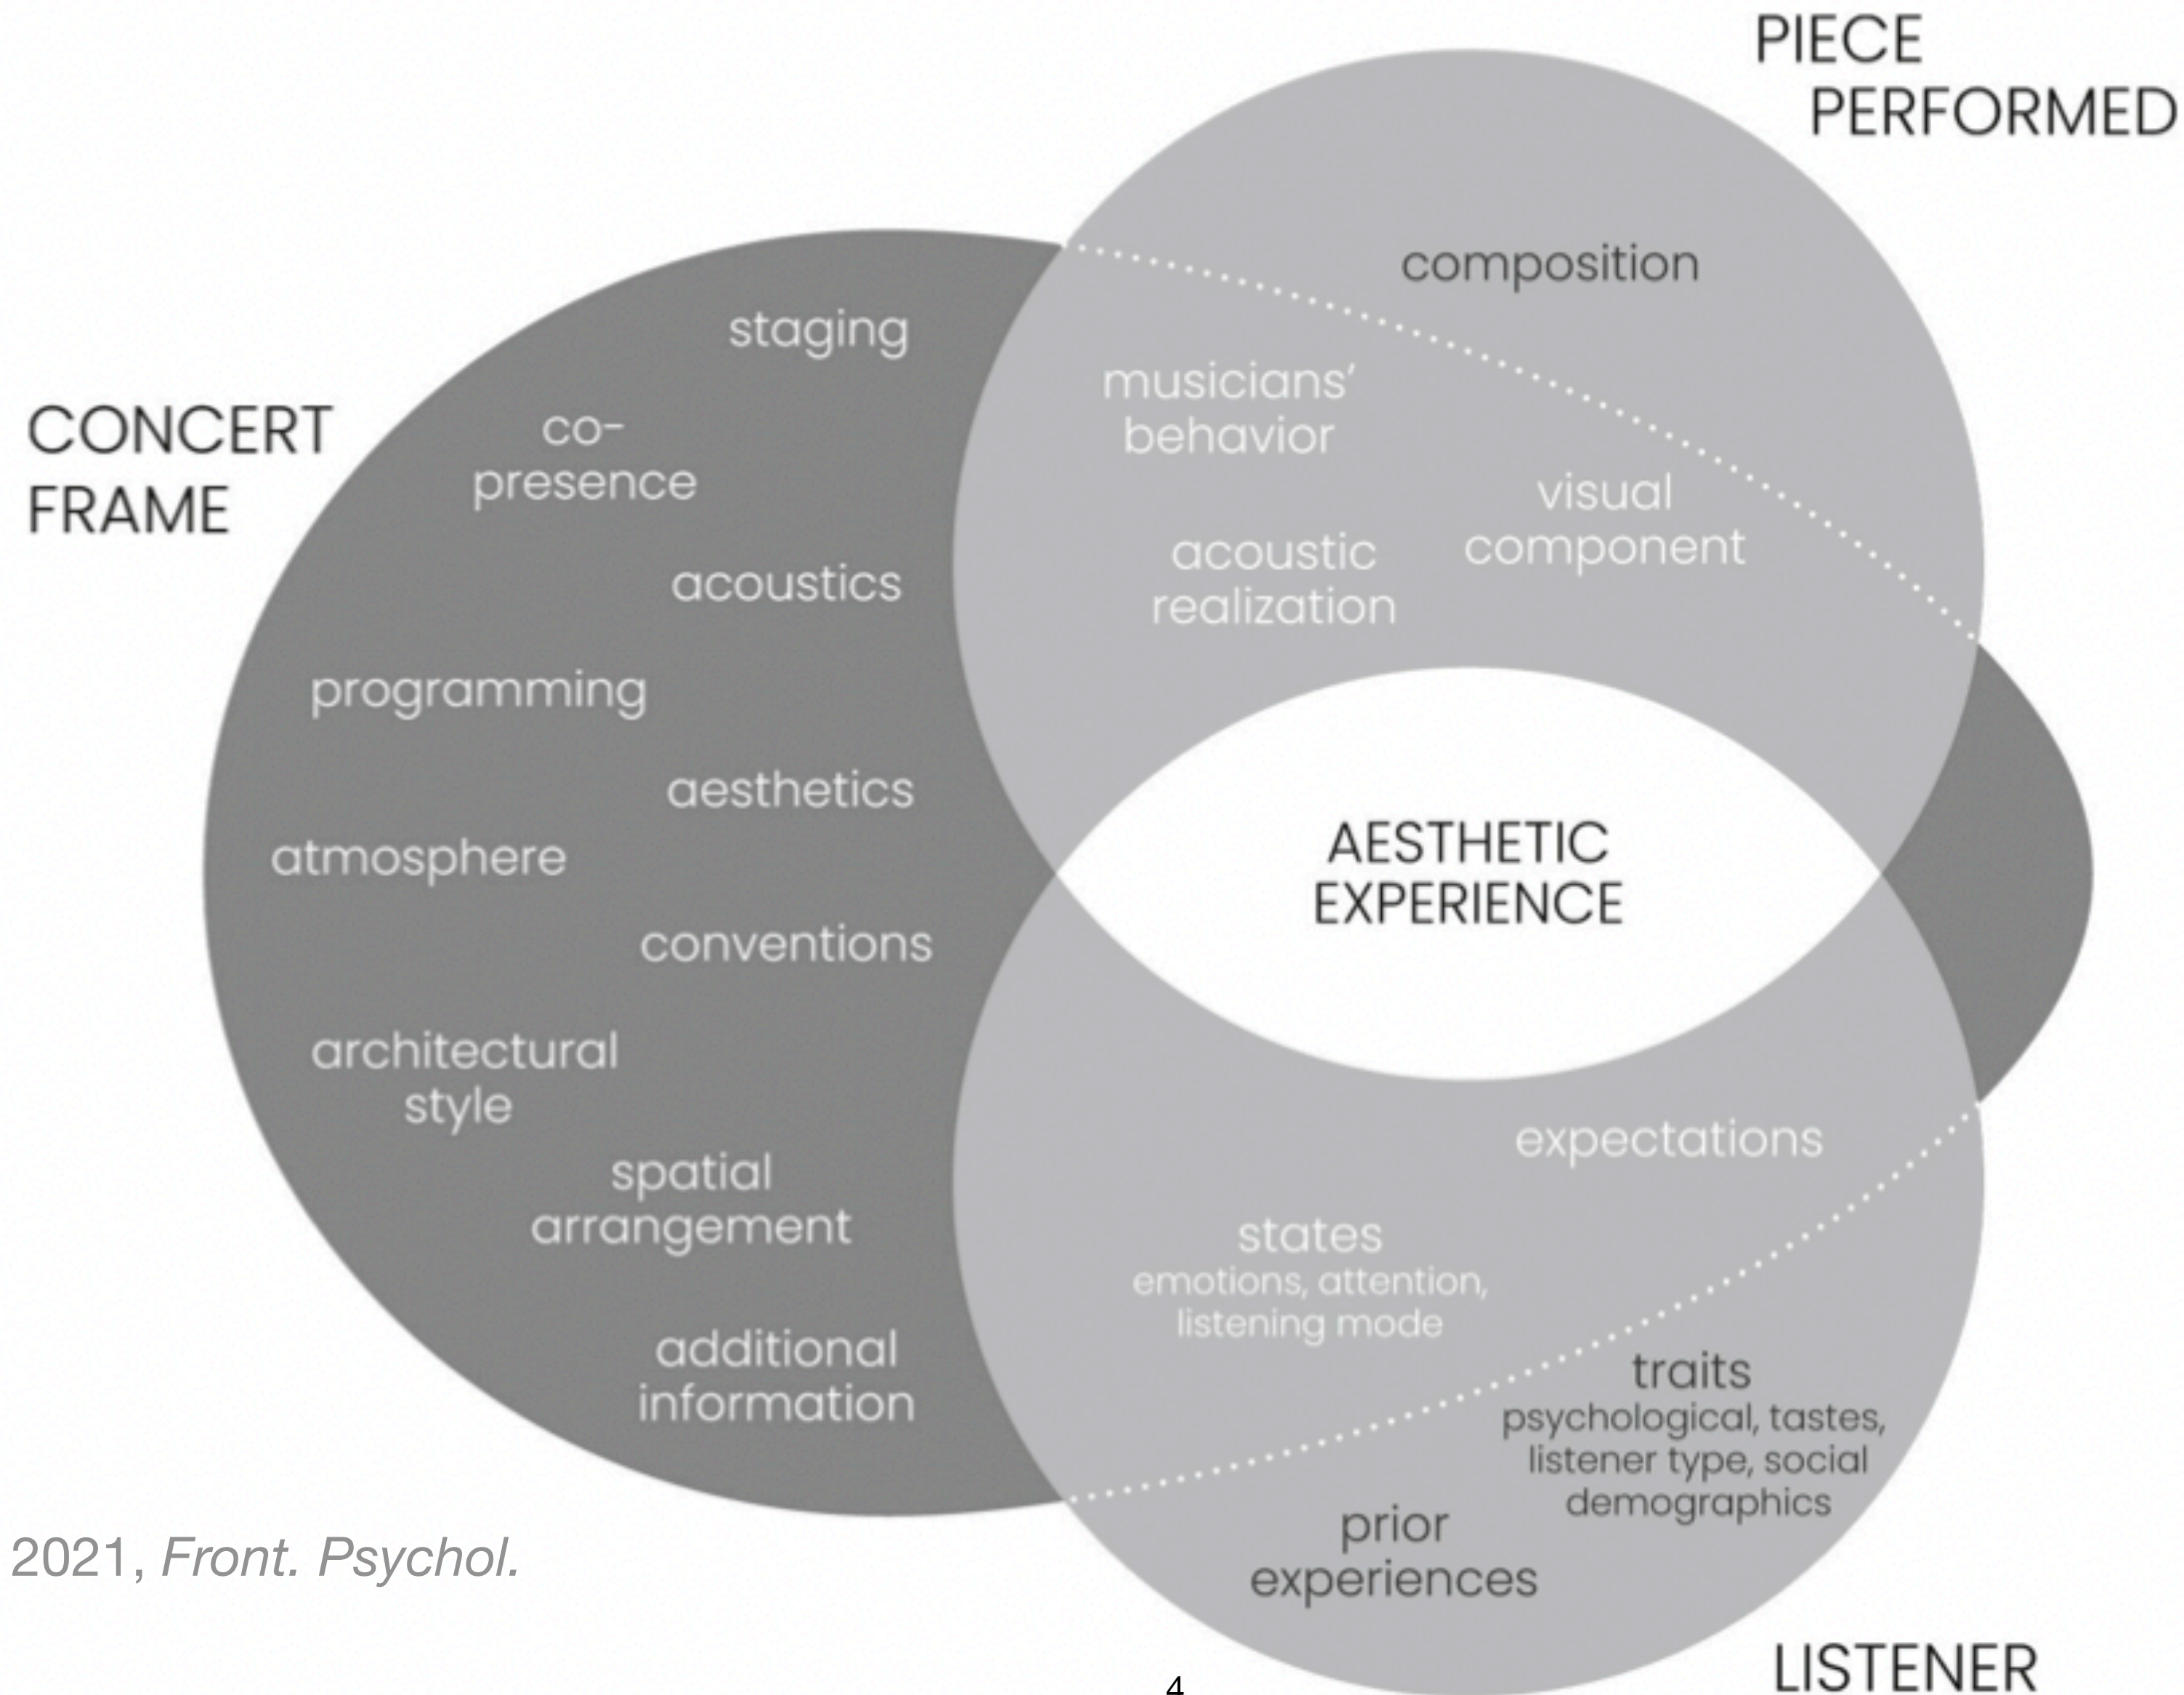 PIECE
PERFORMED
composition
CONCERT
FRAME
staging
co-
presence
acoustics
programming
aesthetics
atmosphere
conventions
architectural
style
spatial
arrangement
additional
information
musicians’
behavior
visual
component
acoustic
realization
AESTHETIC
EXPERIENCE
expectations
states
emotions, attention,
listening mode
traits
psychological, tastes,
listener type, social
demographics
prior
experiences
LISTENER
2021, Front. Psychol.
4